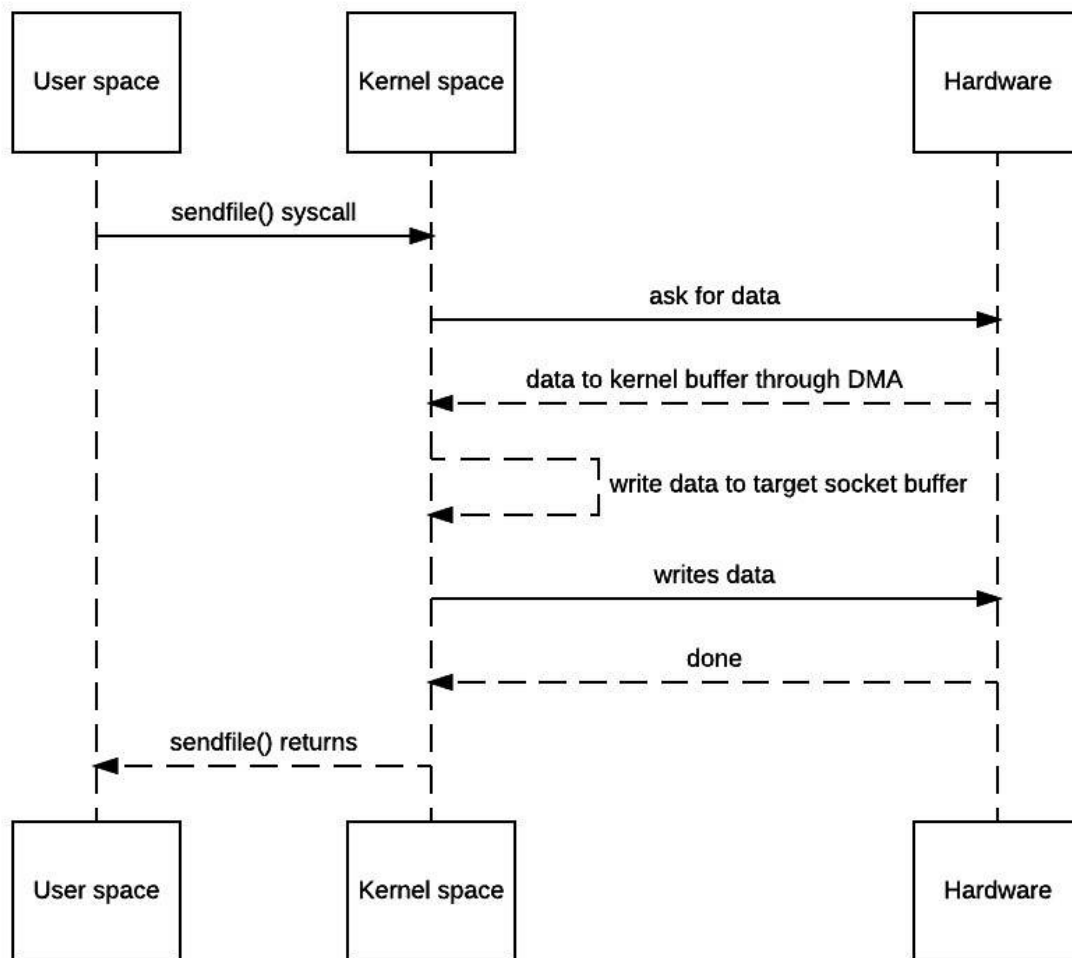 User space
Kernel space
Hardware
sendfile() syscall
ask for data
data to kernel buffer through DMA
write data to target socket buffer
writes data
done
sendfile() returns
User space
Kernel space
Hardware